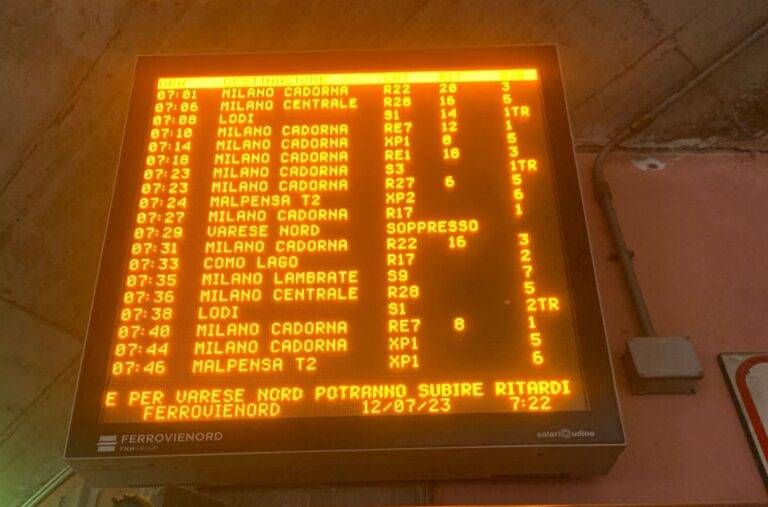 ORA DESTINAZIONE
07:01 MILANO CADORNA R22 20 3
07:06 MILANO CENTRALE R28 16 5
07:08 LODI S1 14 1TR
07:10 MILANO CADORNA RE7 12 1
07:14 MILANO CADORNA XP1 8 5
07:18 MILANO CADORNA RE1 18 3
07:23 MILANO CADORNA S3 1TR
07:23 MILANO CADORNA R27 6 5
07:24 MALPENSA T2 XP2 6
07:27 MILANO CADORNA R17 1
07:29 VARESE NORD SOPPRESSO
07:31 MILANO CADORNA R22 16 3
07:33 COMO LAGO R17 2
07:35 MILANO LAMBRATE S9 7
07:36 MILANO CENTRALE R28 5
07:38 LODI S1 2TR
07:40 MILANO CADORNA RE7 8 1
07:44 MILANO CADORNA XP1 5
07:46 MALPENSA T2 XP1 6
E PER VARESE NORD POTRANNO SUBIRE RITARDI
FERROVIENORD 12/07/23 7:22
FERROVIENORD
FNMGROUP
solari udine